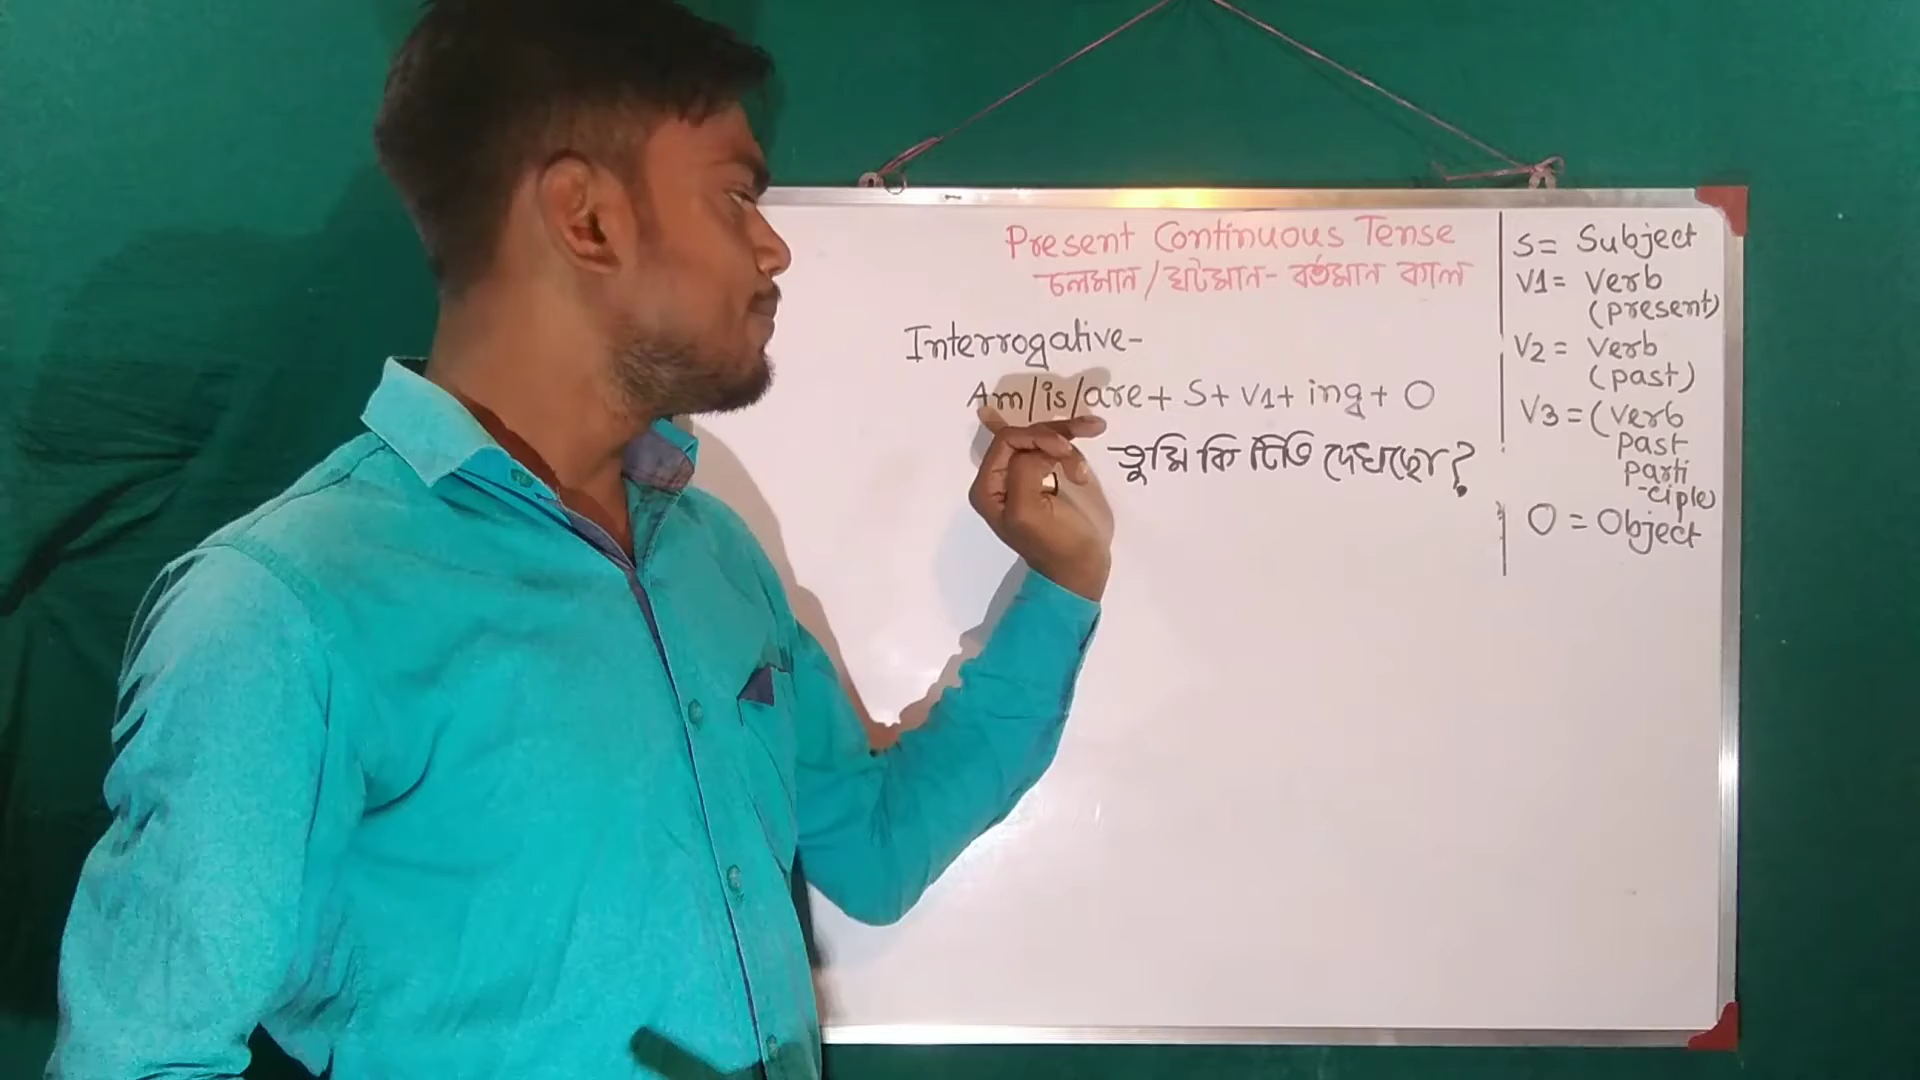 Present Continuous Tense
চলমান / ঘটমান - বর্তমান কাল
Interrogative-
Am/is/are + S + V1 + ing + O
তুমি কি টিভি দেখছো?
S = Subject
V1 = Verb
(present)
V2 = Verb
(past)
V3 = (Verb
past
parti
-ciple)
O = Object